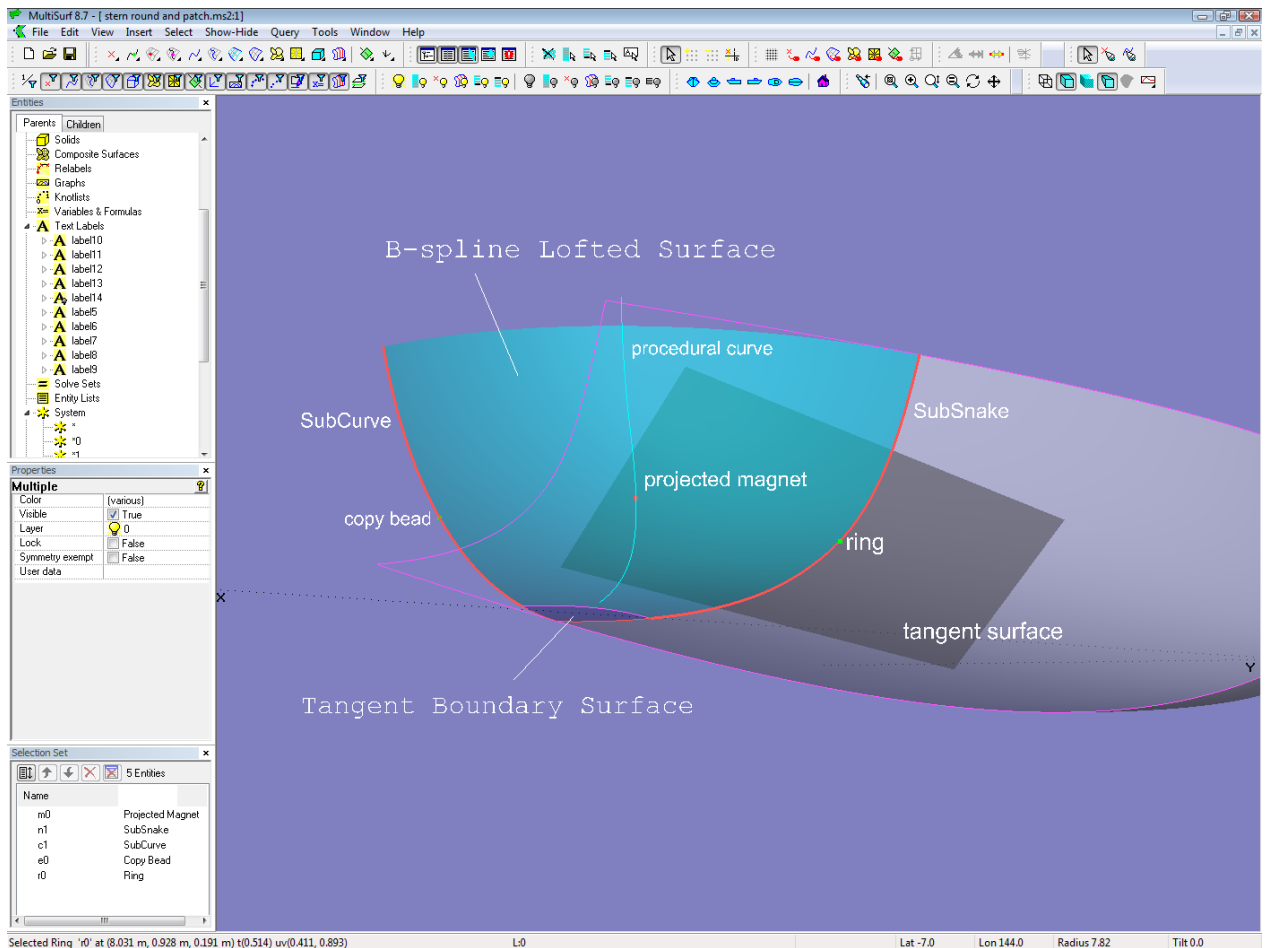 MultiSurf 8.7 - [ stern round and patch.ms2:1]
File Edit View Insert Select Show-Hide Query Tools Window Help
Entities
Parents Children
Solids
Composite Surfaces
Relabels
Graphs
Knotlists
X= Variables & Formulas
A Text Labels
A label10
A label11
A label12
A label13
A label14
A label5
A label6
A label7
A label8
A label9
Solve Sets
Entity Lists
System
*
*0
*1
Properties
Multiple
Color (various)
Visible True
Layer 0
Lock False
Symmetry exempt False
User data
Selection Set
5 Entities
Name
m0 Projected Magnet
n1 SubSnake
c1 SubCurve
e0 Copy Bead
r0 Ring
B-spline Lofted Surface
procedural curve
SubCurve
SubSnake
projected magnet
copy bead
ring
X
tangent surface
Y
Tangent Boundary Surface
Selected Ring 'r0' at (8.031 m, 0.928 m, 0.191 m) t(0.514) uv(0.411, 0.893) L:0 Lat -7.0 Lon 144.0 Radius 7.82 Tilt 0.0